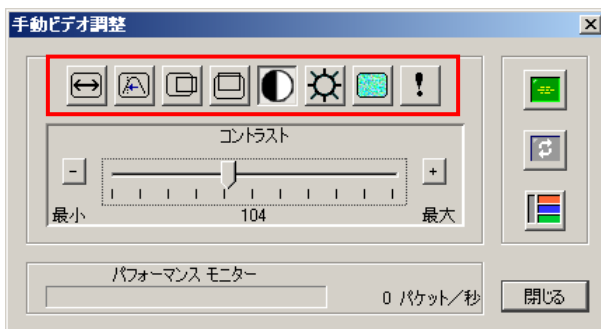 手動ビデオ調整
コントラスト
- +
最小 104 最大
パフォーマンス モニター
0 パケット／秒
閉じる